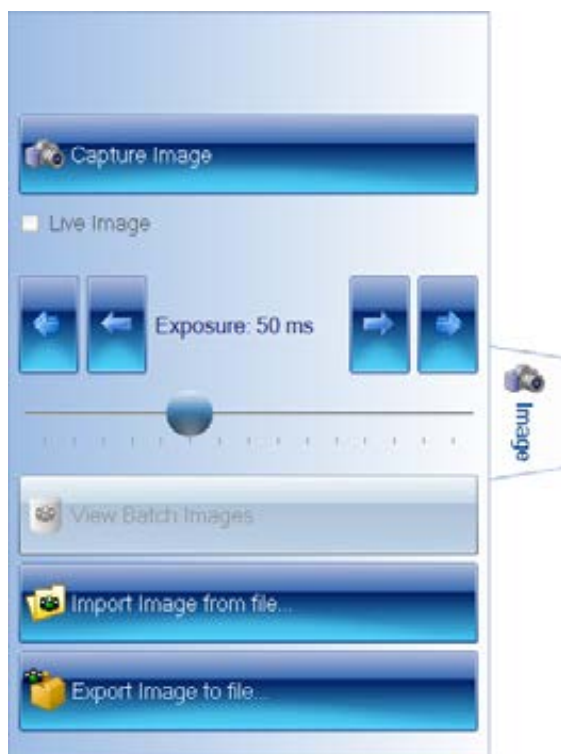 Capture Image
Live Image
Exposure: 50 ms
Image
View Batch Images
Import Image from file...
Export Image to file...